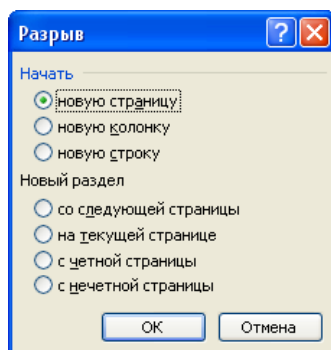 Разрыв
Начать
новую страницу
новую колонку
новую строку
Новый раздел
со следующей страницы
на текущей странице
с четной страницы
с нечетной страницы
ОК Отмена